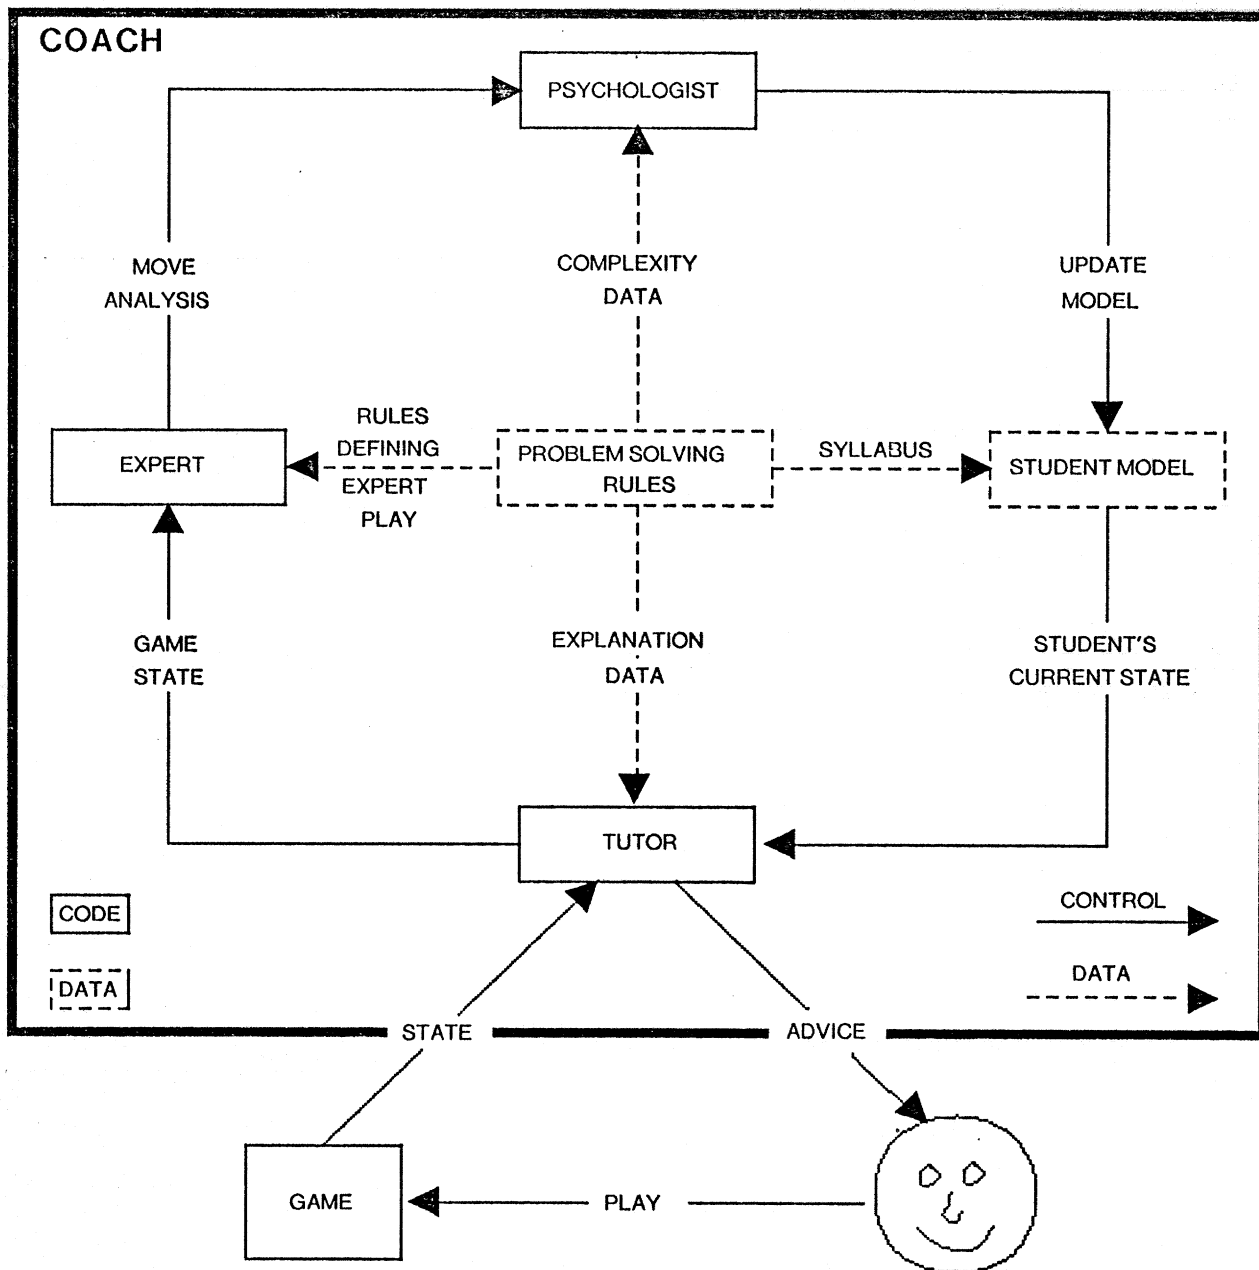 COACH
PSYCHOLOGIST
MOVE
ANALYSIS
COMPLEXITY
DATA
UPDATE
MODEL
EXPERT
RULES
DEFINING
EXPERT
PLAY
PROBLEM SOLVING
RULES
SYLLABUS
STUDENT MODEL
GAME
STATE
EXPLANATION
DATA
STUDENT'S
CURRENT STATE
TUTOR
CODE
DATA
CONTROL
DATA
STATE
ADVICE
GAME
PLAY